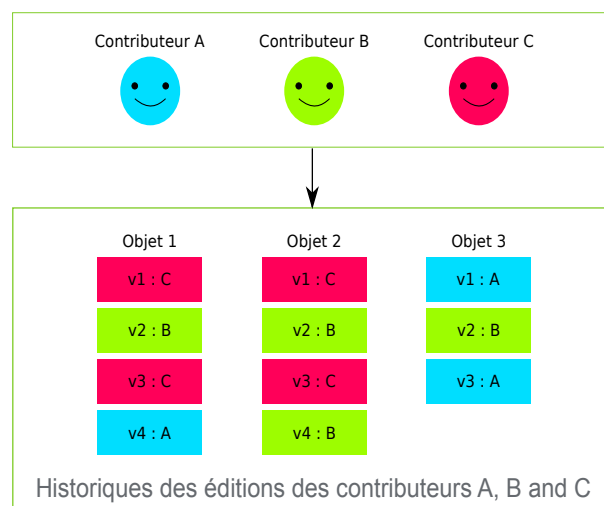 Contributeur A Contributeur B Contributeur C
Objet 1 Objet 2 Objet 3
v1 : C v1 : C v1 : A
v2 : B v2 : B v2 : B
v3 : C v3 : C v3 : A
v4 : A v4 : B
Historiques des éditions des contributeurs A, B and C